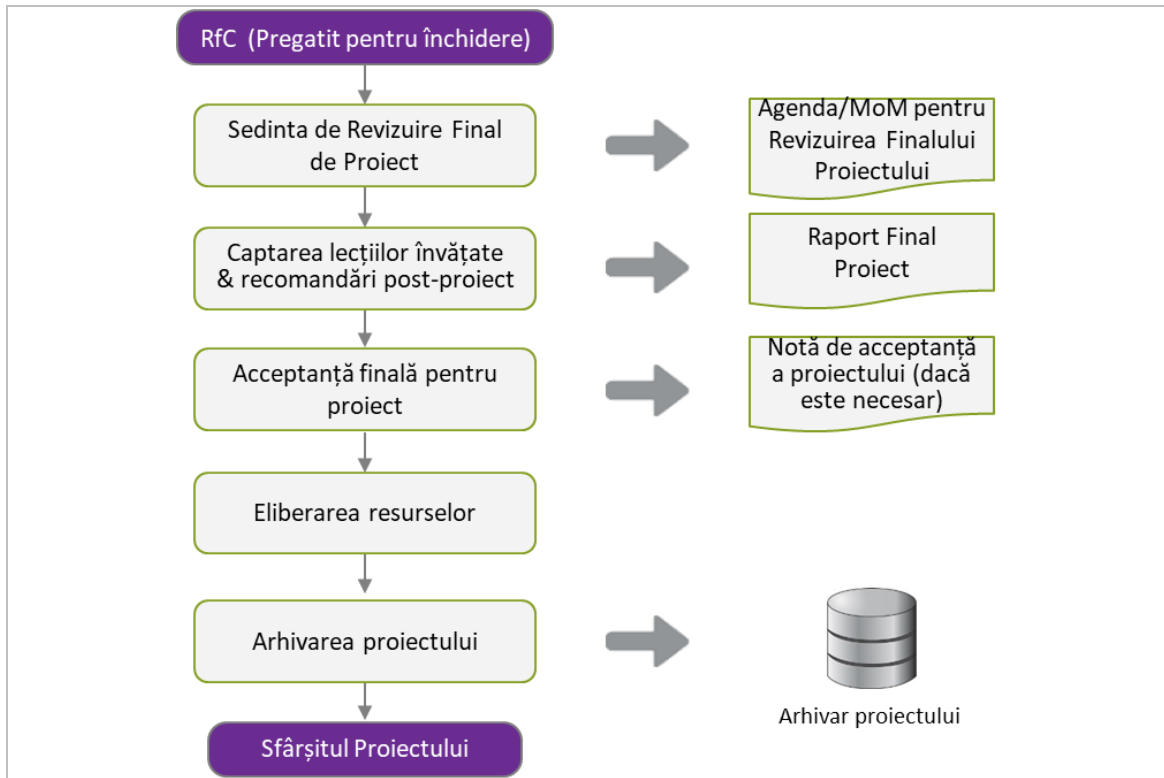 RfC (Pregatit pentru închidere)
Sedinta de Revizuire Final
de Proiect
Agenda/MoM pentru
Revizuirea Finalului
Proiectului
Captarea lecțiilor învățate
& recomandări post-proiect
Raport Final
Proiect
Acceptanță finală pentru
proiect
Notă de acceptanță
a proiectului (dacă
este necesar)
Eliberarea resurselor
Arhivarea proiectului
Arhivar proiectului
Sfârșitul Proiectului